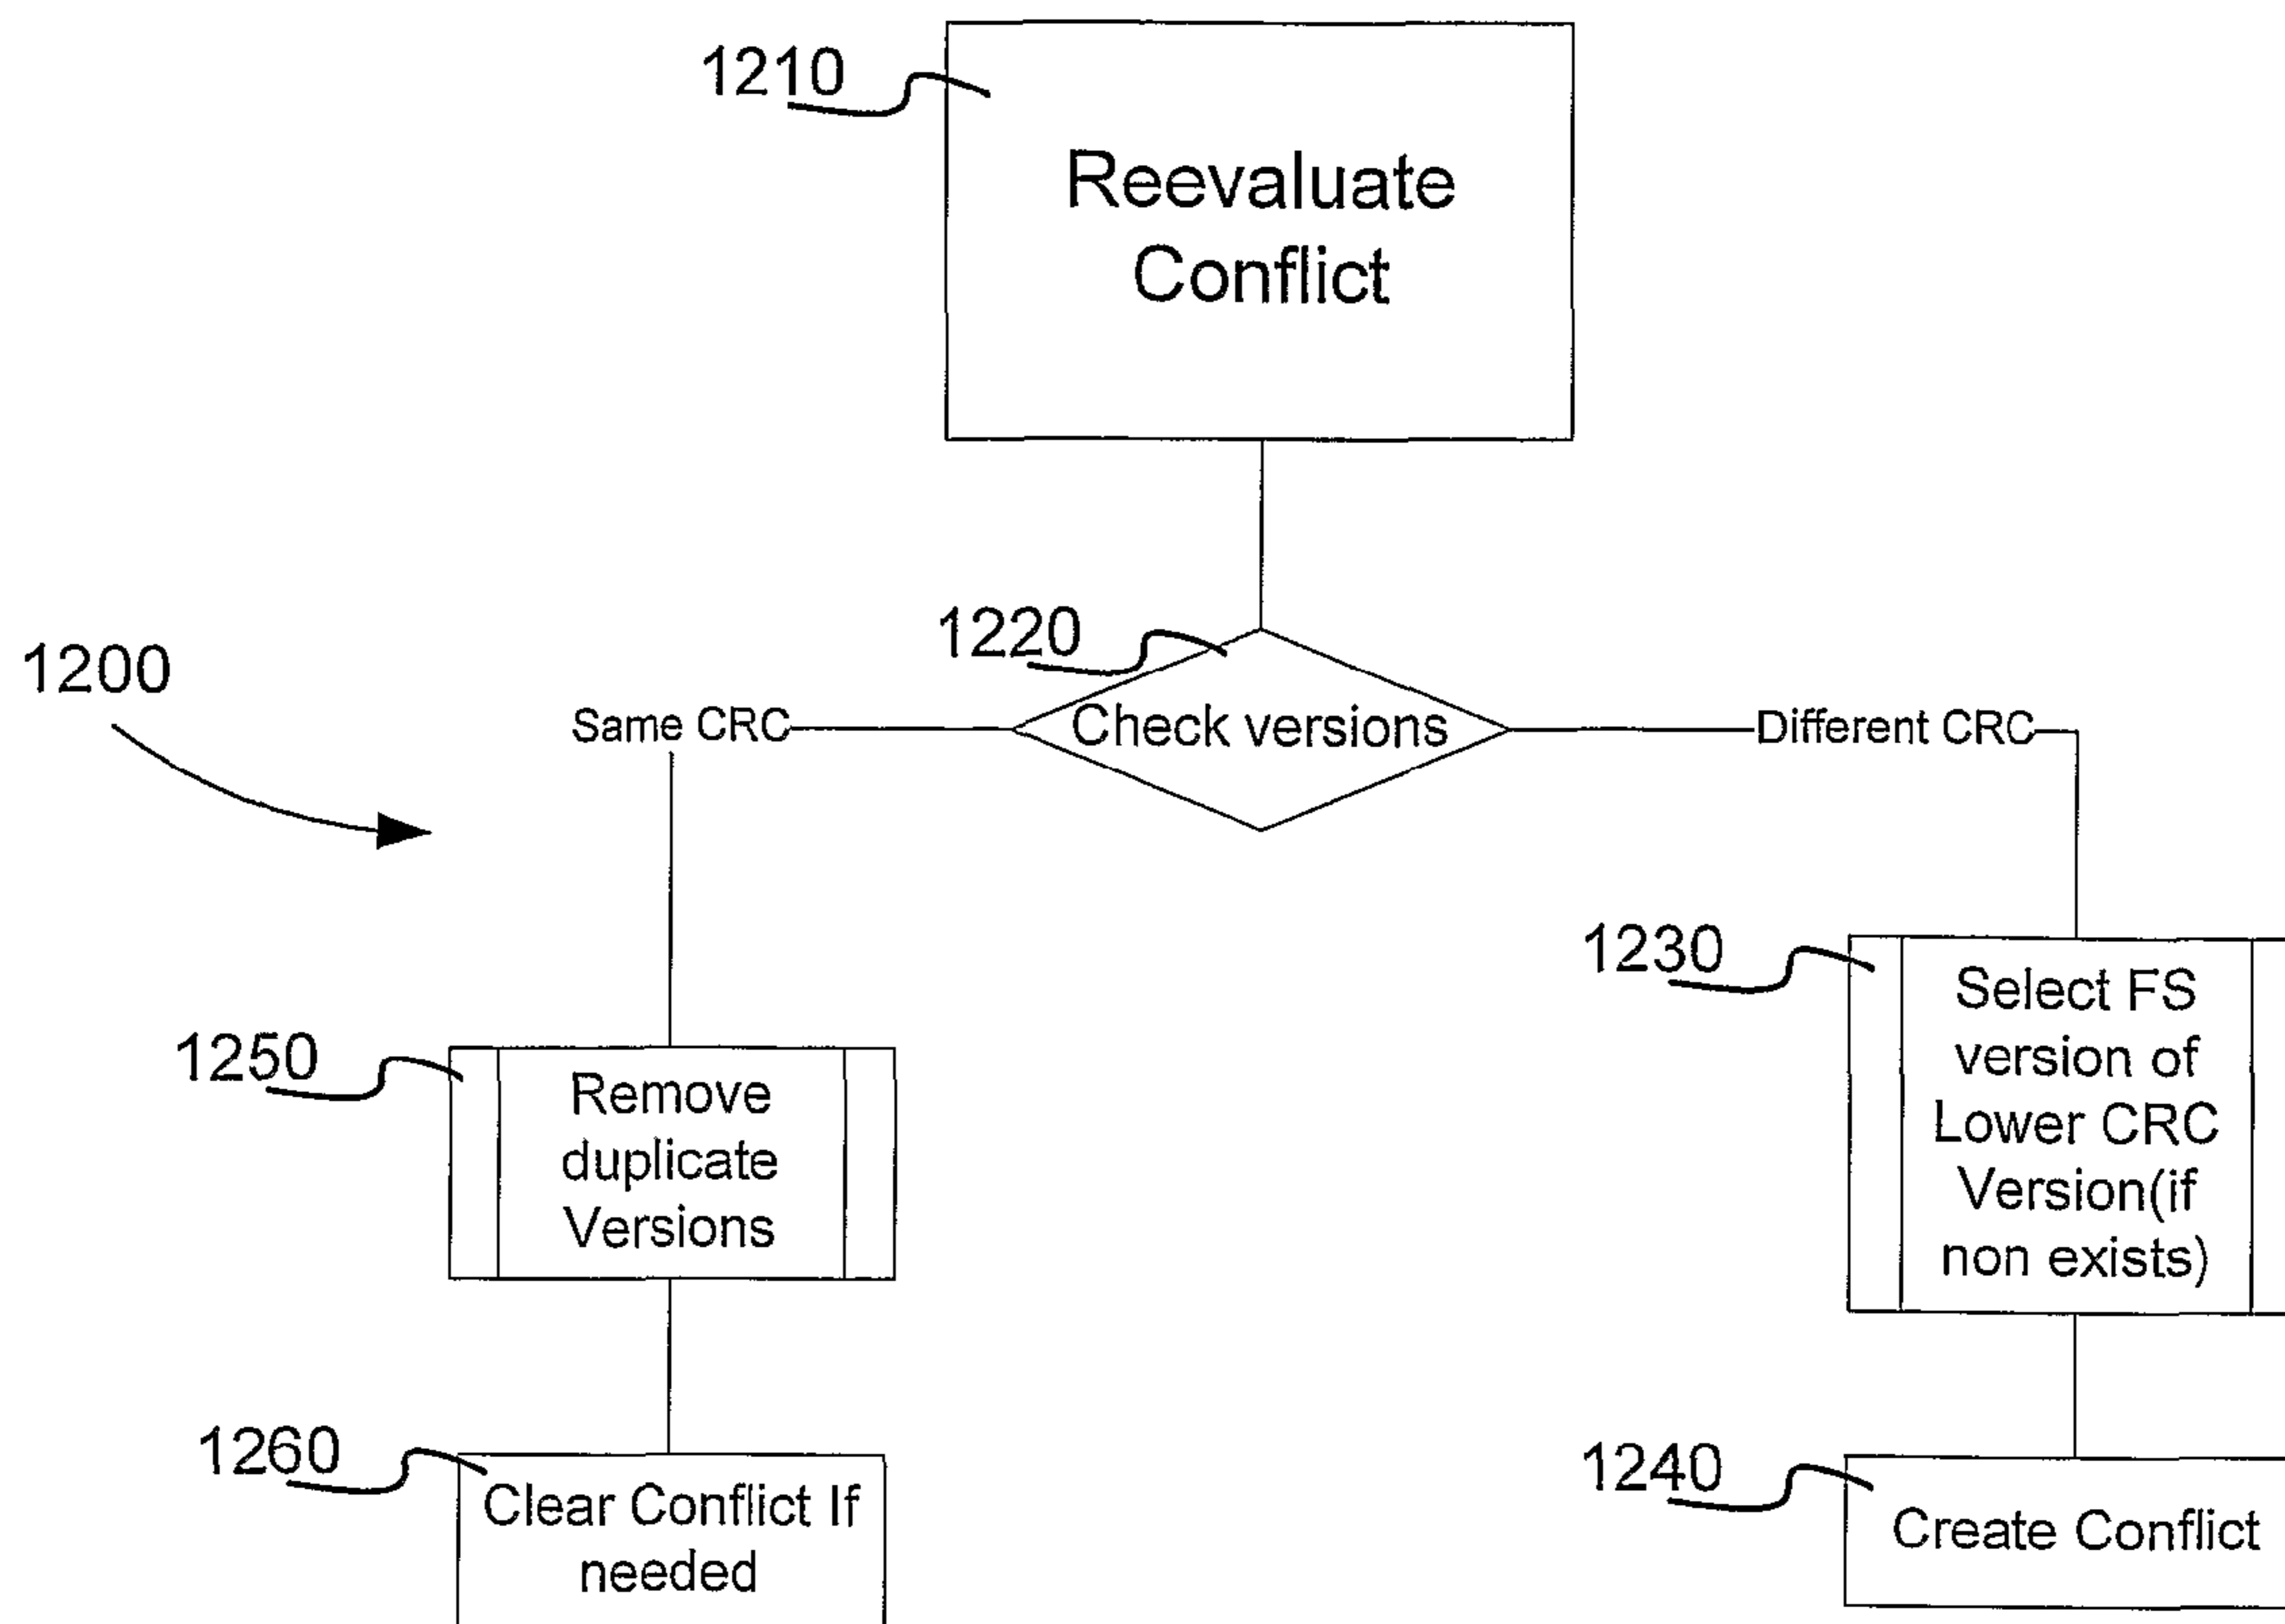 1210
Reevaluate
Conflict
1220
1200
Same CRC
Check versions
Different CRC
1230
Select FS
version of
Lower CRC
Version(if
non exists)
1250
Remove
duplicate
Versions
1260
Clear Conflict If
needed
1240
Create Conflict